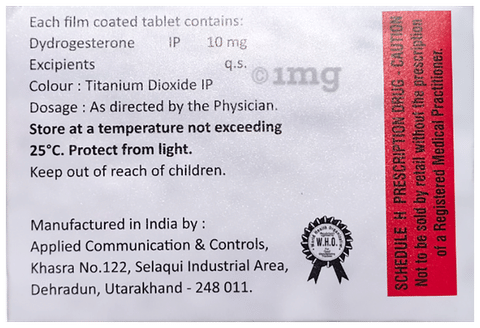 Each film coated tablet contains:
Dydrogesterone IP 10 mg
Excipients q.s.
Colour : Titanium Dioxide IP
Dosage : As directed by the Physician.
Store at a temperature not exceeding
25°C. Protect from light.
Keep out of reach of children.
Manufactured in India by :
Applied Communication & Controls,
Khasra No.122, Selaqui Industrial Area,
Dehradun, Utarakhand - 248 011.
W.H.O.
SCHEDULE H PRESCRIPTION DRUG - CAUTION
Not to be sold by retail without the prescription
of a Registered Medical Practitioner.
©1mg